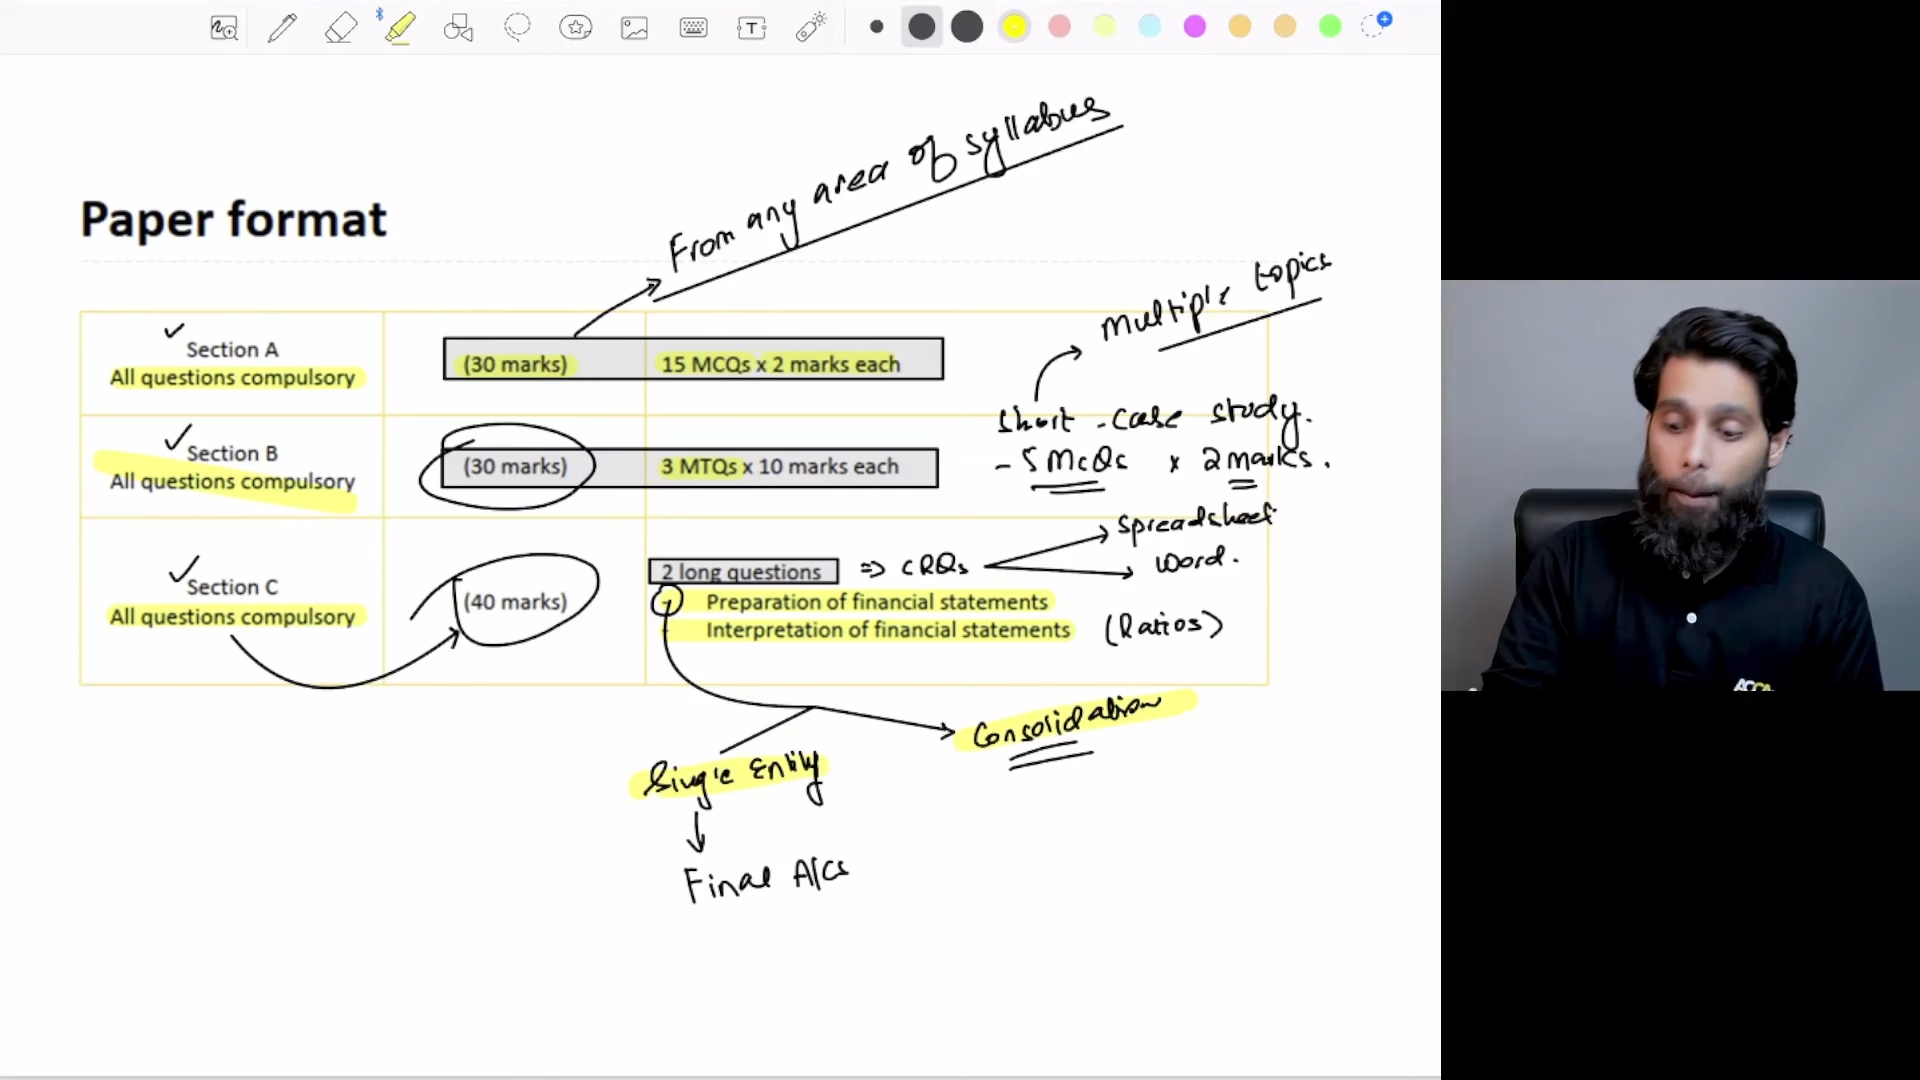 From any area of syllabus
Paper format
Multiple topics
Section A
All questions compulsory
(30 marks)
15 MCQs x 2 marks each
Short - case study.
- 5 MCQs x 2 marks.
Section B
All questions compulsory
(30 marks)
3 MTQs x 10 marks each
Spreadsheet
Word.
Section C
All questions compulsory
(40 marks)
2 long questions ⇒ CRQs
- Preparation of financial statements
- Interpretation of financial statements (Ratios)
Consolidation
Single Entity
Final A/Cs
ACCA